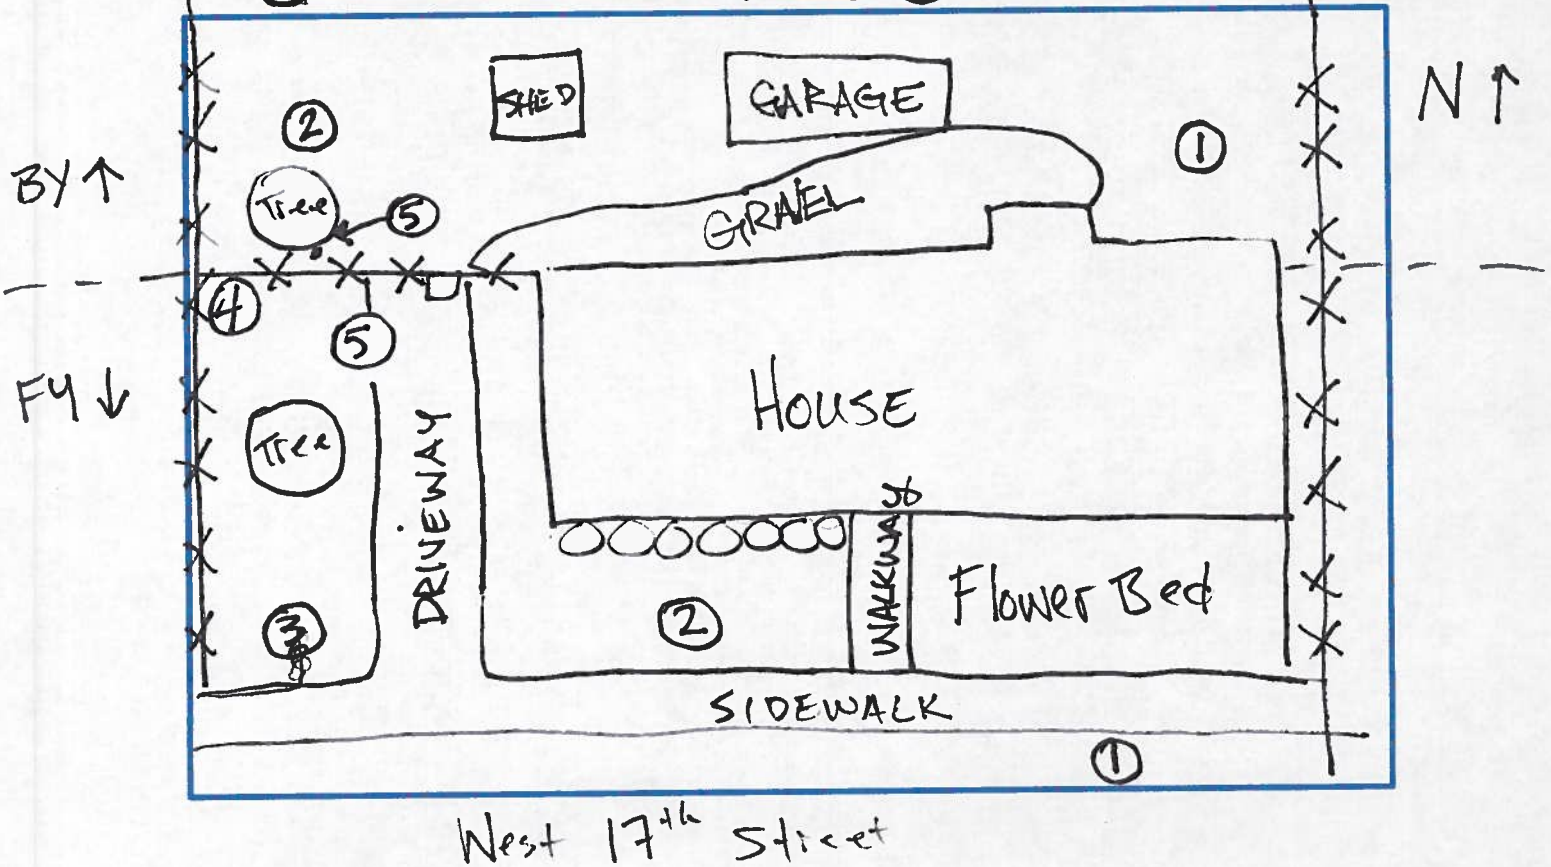 SHED
GARAGE
N ↑
2
1
BY ↑
Tree
5
GRAVEL
4
5
FY ↓
HOUSE
Tree
DRIVEWAY
WALKWAY
Flower Bed
3
2
SIDEWALK
1
West 17th Street